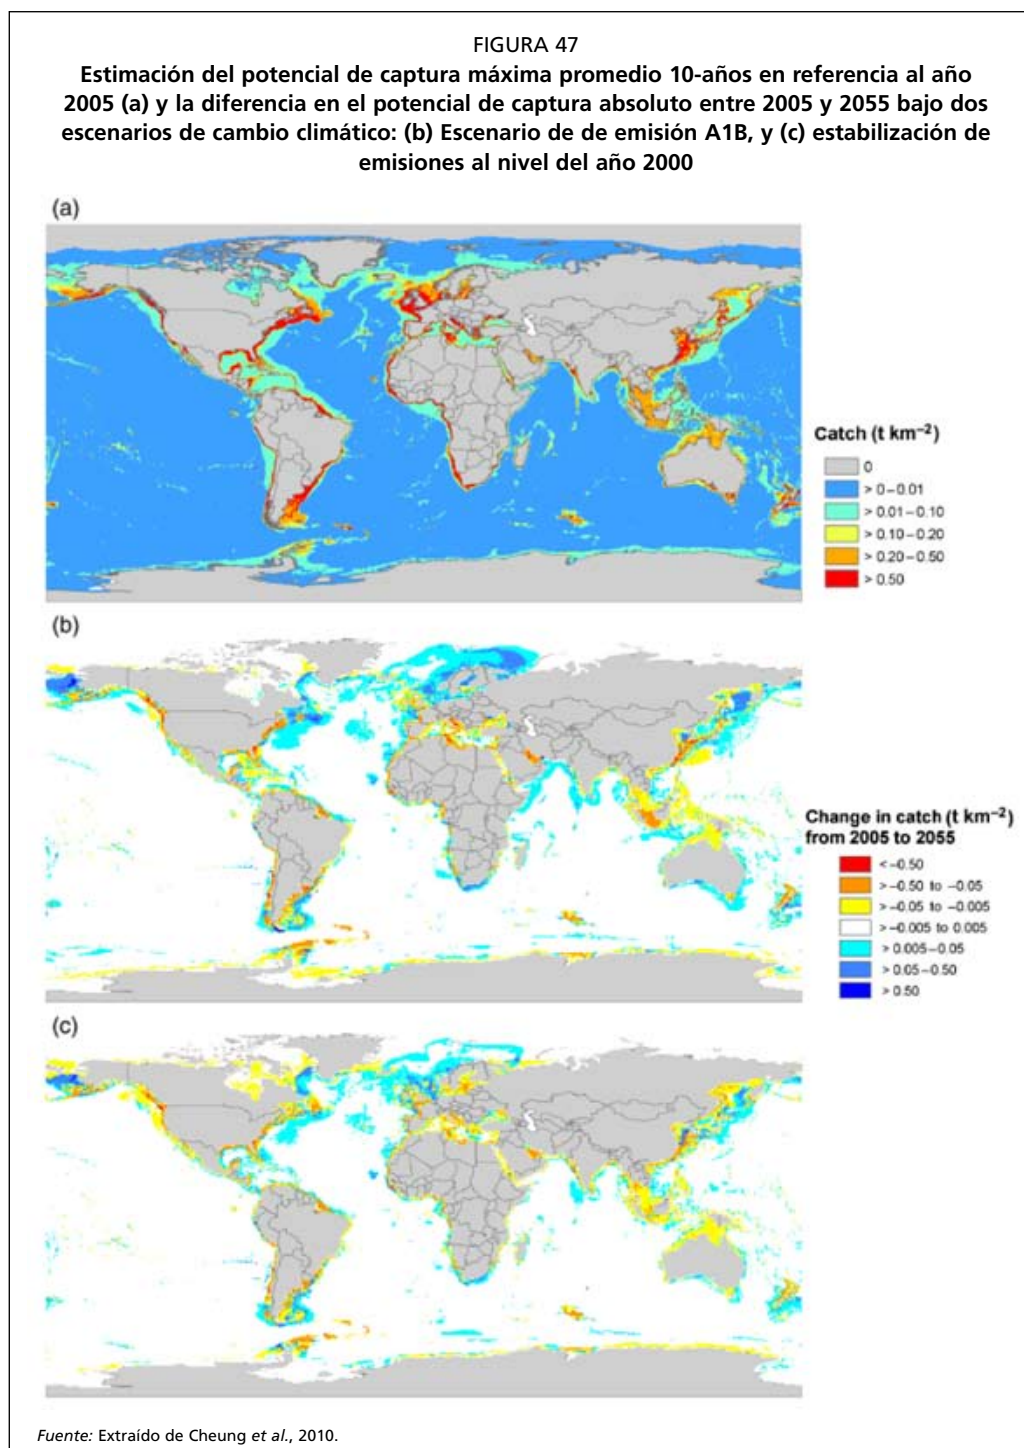 FIGURA 47
Estimación del potencial de captura máxima promedio 10-años en referencia al año
2005 (a) y la diferencia en el potencial de captura absoluto entre 2005 y 2055 bajo dos
escenarios de cambio climático: (b) Escenario de de emisión A1B, y (c) estabilización de
emisiones al nivel del año 2000
(a)
Catch (t km⁻²)
0
> 0–0.01
> 0.01–0.10
> 0.10–0.20
> 0.20–0.50
> 0.50
(b)
Change in catch (t km⁻²)
from 2005 to 2055
< –0.50
> –0.50 to –0.05
> –0.05 to –0.005
> –0.005 to 0.005
> 0.005–0.05
> 0.05–0.50
> 0.50
(c)
Fuente: Extraído de Cheung et al., 2010.